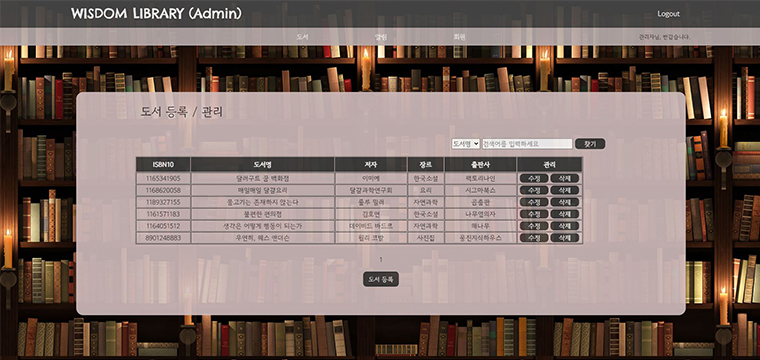 WISDOM LIBRARY (Admin)
Logout
도서 열림 회원
관리자님, 반갑습니다.
도서 등록 / 관리
도서명 검색어를 입력하세요 찾기
ISBN10 도서명 저자 장르 출판사 관리
1165341905 달러구트 꿈 백화점 이미예 한국소설 팩토리나인 수정 삭제
1168620058 매일매일 달걀요리 달걀과학연구회 요리 시그마북스 수정 삭제
1189327155 물고기는 존재하지 않는다 룰루 밀러 자연과학 곰출판 수정 삭제
1161571183 불편한 편의점 김호연 한국소설 나무옆의자 수정 삭제
1164051512 생각은 어떻게 행동이 되는가 데이비드 바드르 자연과학 해나무 수정 삭제
8901248883 우연히, 웨스 앤더슨 윌리 코발 사진집 웅진지식하우스 수정 삭제
1
도서 등록